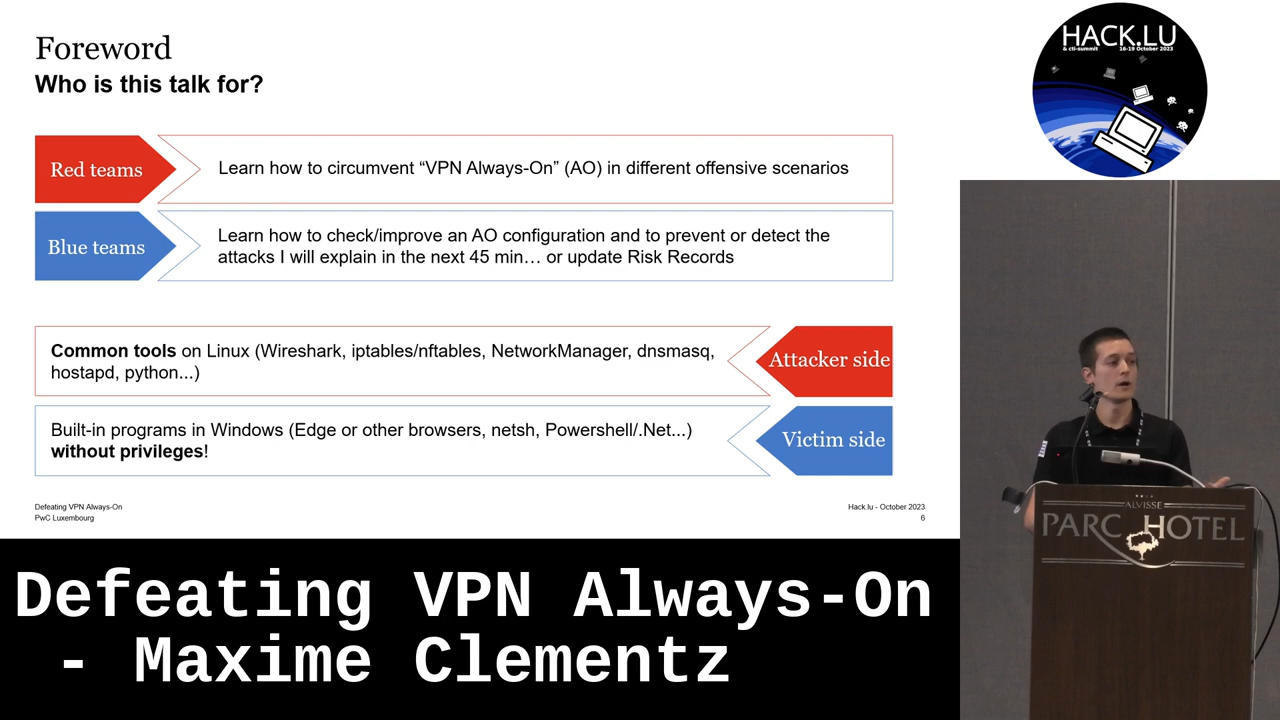 Foreword
Who is this talk for?
Red teams
Learn how to circumvent “VPN Always-On” (AO) in different offensive scenarios
Blue teams
Learn how to check/improve an AO configuration and to prevent or detect the
attacks I will explain in the next 45 min… or update Risk Records
Common tools on Linux (Wireshark, iptables/nftables, NetworkManager, dnsmasq,
hostapd, python...)
Attacker side
Built-in programs in Windows (Edge or other browsers, netsh, Powershell/.Net...)
without privileges!
Victim side
Defeating VPN Always-On
PwC Luxembourg
Hack.lu - October 2023
6
HACK.LU
& cti-summit 16-19 October 2023
ALVISSE
PARC HOTEL
Defeating VPN Always-On
- Maxime Clementz